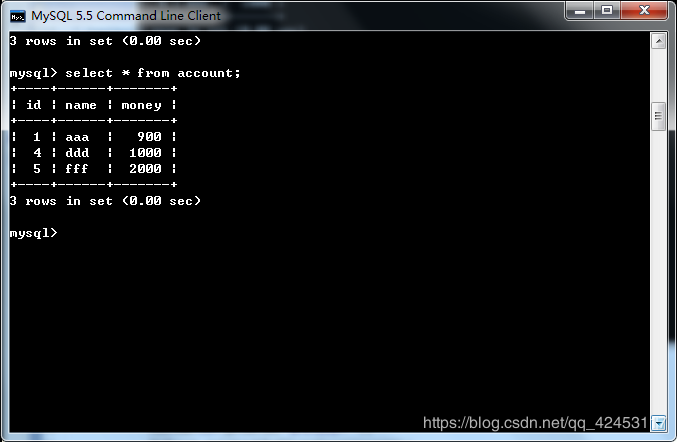 MySQL 5.5 Command Line Client
3 rows in set (0.00 sec)
mysql> select * from account;
+----+------+-------+
| id | name | money |
+----+------+-------+
| 1 | aaa | 900 |
| 4 | ddd | 1000 |
| 5 | fff | 2000 |
+----+------+-------+
3 rows in set (0.00 sec)
mysql>
https://blog.csdn.net/qq_424531